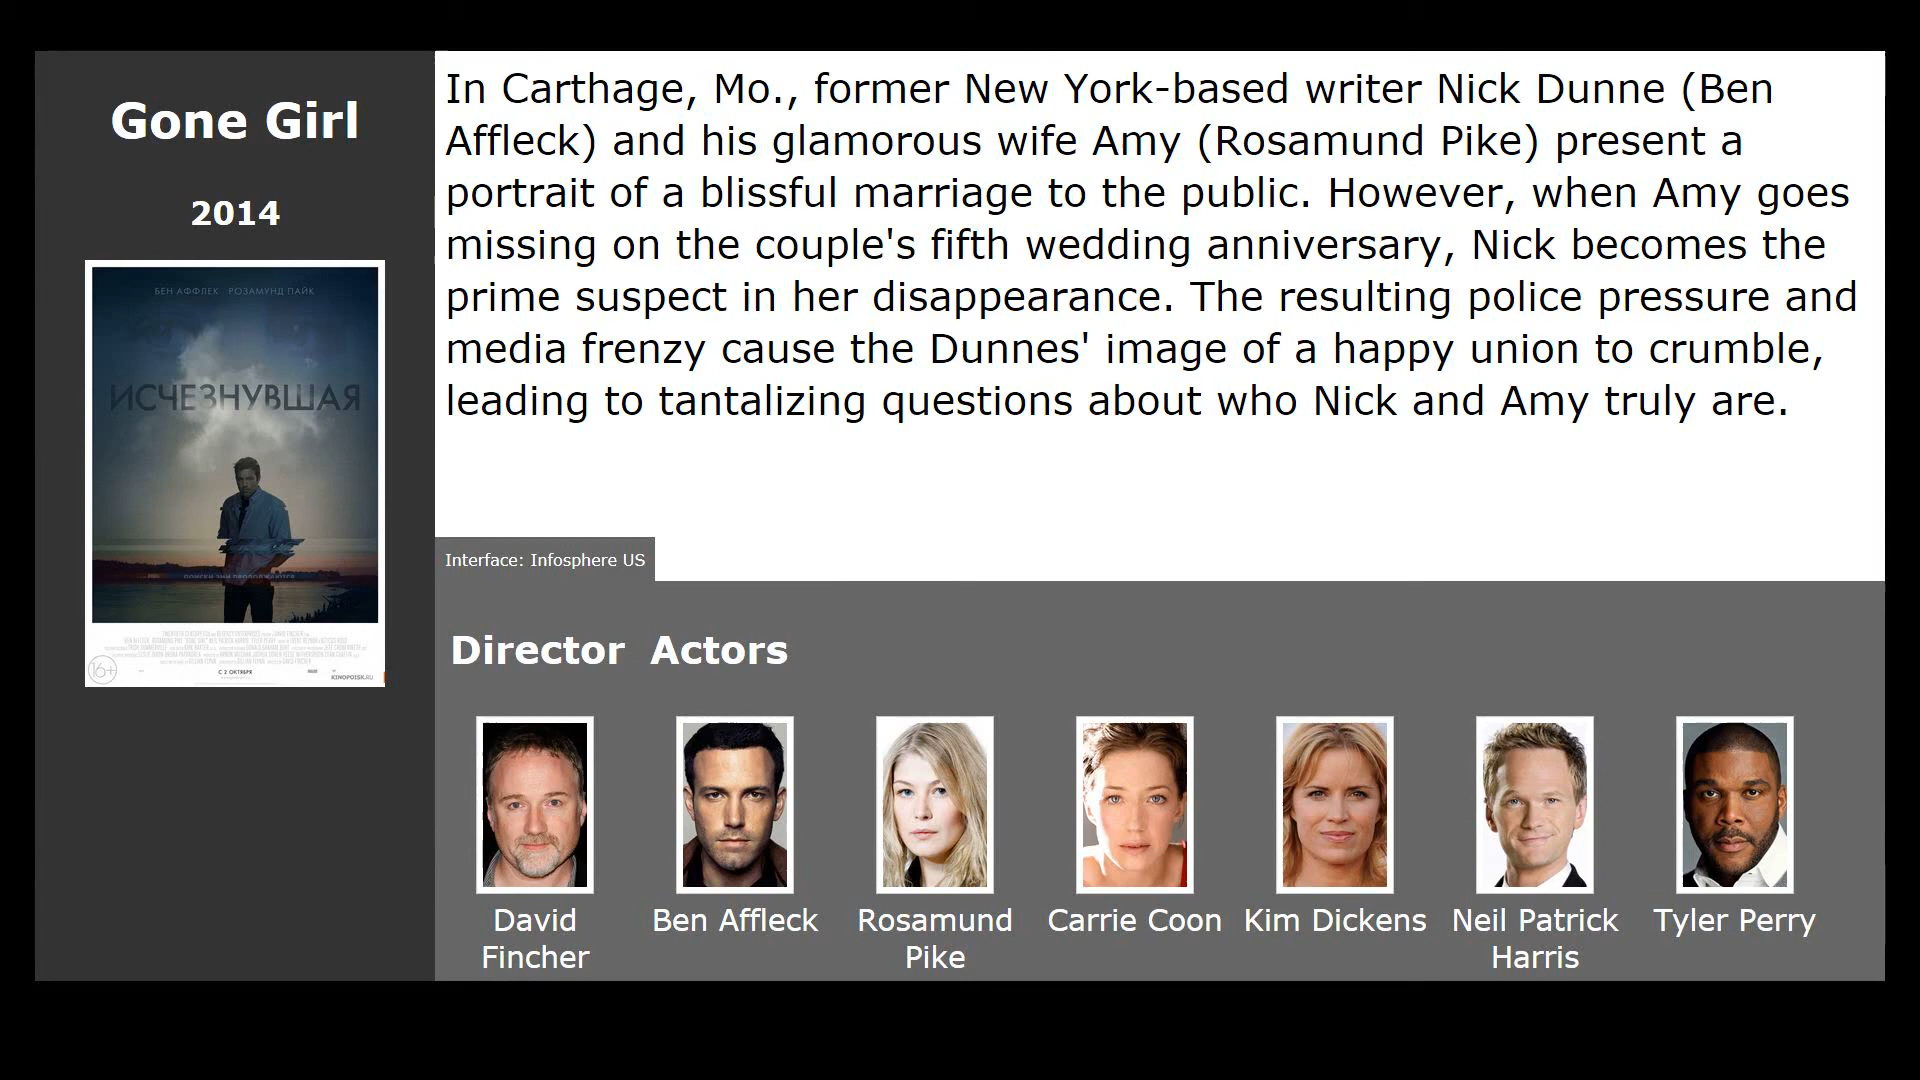 Gone Girl
2014
БЕН АФФЛЕК РОЗАМУНД ПАЙК
ИСЧЕЗНУВШАЯ
16+
С 2 ОКТЯБРЯ
KINOPOISK.RU
In Carthage, Mo., former New York-based writer Nick Dunne (Ben
Affleck) and his glamorous wife Amy (Rosamund Pike) present a
portrait of a blissful marriage to the public. However, when Amy goes
missing on the couple's fifth wedding anniversary, Nick becomes the
prime suspect in her disappearance. The resulting police pressure and
media frenzy cause the Dunnes' image of a happy union to crumble,
leading to tantalizing questions about who Nick and Amy truly are.
Interface: Infosphere US
Director Actors
David
Fincher
Ben Affleck
Rosamund
Pike
Carrie Coon
Kim Dickens
Neil Patrick
Harris
Tyler Perry